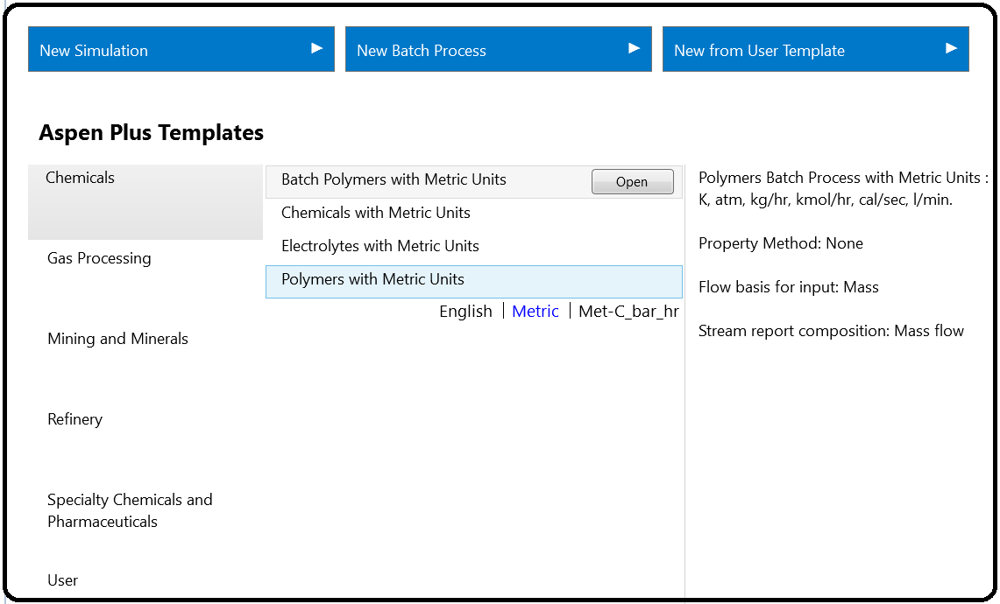 New Simulation
New Batch Process
New from User Template
Aspen Plus Templates
Chemicals
Gas Processing
Mining and Minerals
Refinery
Specialty Chemicals and
Pharmaceuticals
User
Batch Polymers with Metric Units
Open
Chemicals with Metric Units
Electrolytes with Metric Units
Polymers with Metric Units
English | Metric | Met-C_bar_hr
Polymers Batch Process with Metric Units :
K, atm, kg/hr, kmol/hr, cal/sec, l/min.
Property Method: None
Flow basis for input: Mass
Stream report composition: Mass flow